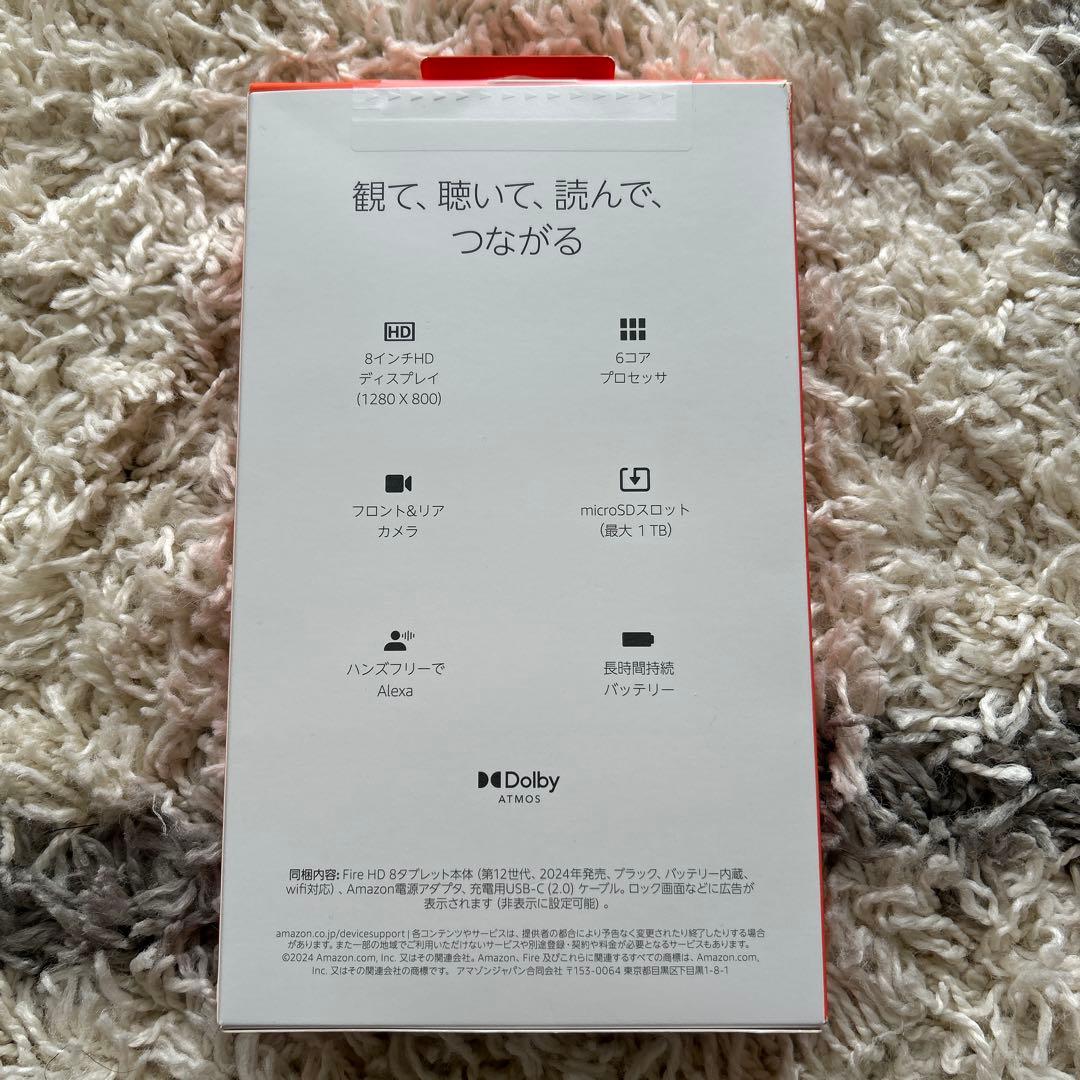 観て、聴いて、読んで、
つながる
HD
8インチHD
ディスプレイ
(1280 X 800)
6コア
プロセッサ
フロント&リア
カメラ
microSDスロット
(最大 1 TB)
ハンズフリーで
Alexa
長時間持続
バッテリー
Dolby
ATMOS
同梱内容: Fire HD 8タブレット本体 (第12世代、2024年発売、ブラック、バッテリー内蔵、
wifi対応) 、Amazon電源アダプタ、充電用USB-C (2.0) ケーブル。ロック画面などに広告が
表示されます (非表示に設定可能) 。
amazon.co.jp/devicesupport | 各コンテンツやサービスは、提供者の都合により予告なく変更されたり終了したりする場合
があります。また一部の地域でご利用いただけないサービスや別途登録・契約や料金が必要となるサービスもあります。
©2024 Amazon.com, Inc. 又はその関連会社。Amazon、Fire 及びこれらに関連するすべての商標は、Amazon.com,
Inc. 又はその関連会社の商標です。 アマゾンジャパン合同会社 〒153-0064 東京都目黒区下目黒1-8-1